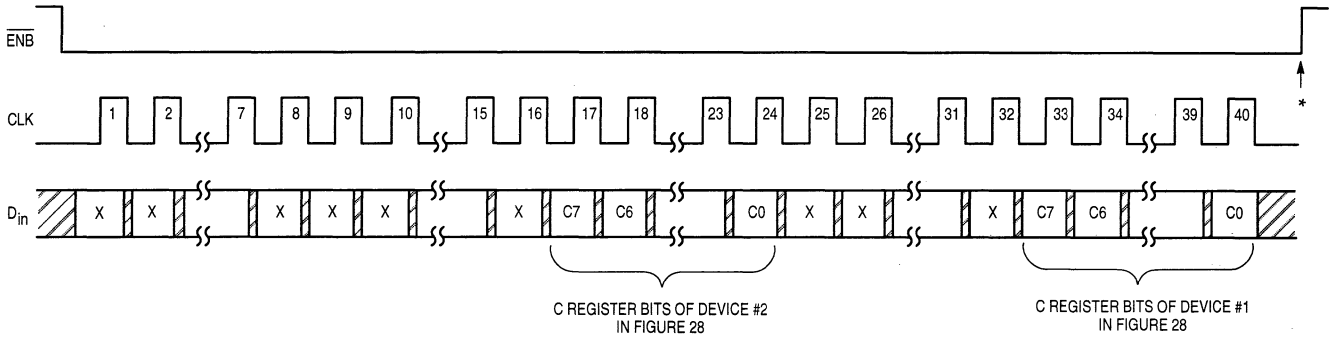 ENB
CLK 1 2 7 8 9 10 15 16 17 18 23 24 25 26 31 32 33 34 39 40
*
Din X X X X X X C7 C6 C0 X X X C7 C6 C0
C REGISTER BITS OF DEVICE #2
IN FIGURE 28
C REGISTER BITS OF DEVICE #1
IN FIGURE 28